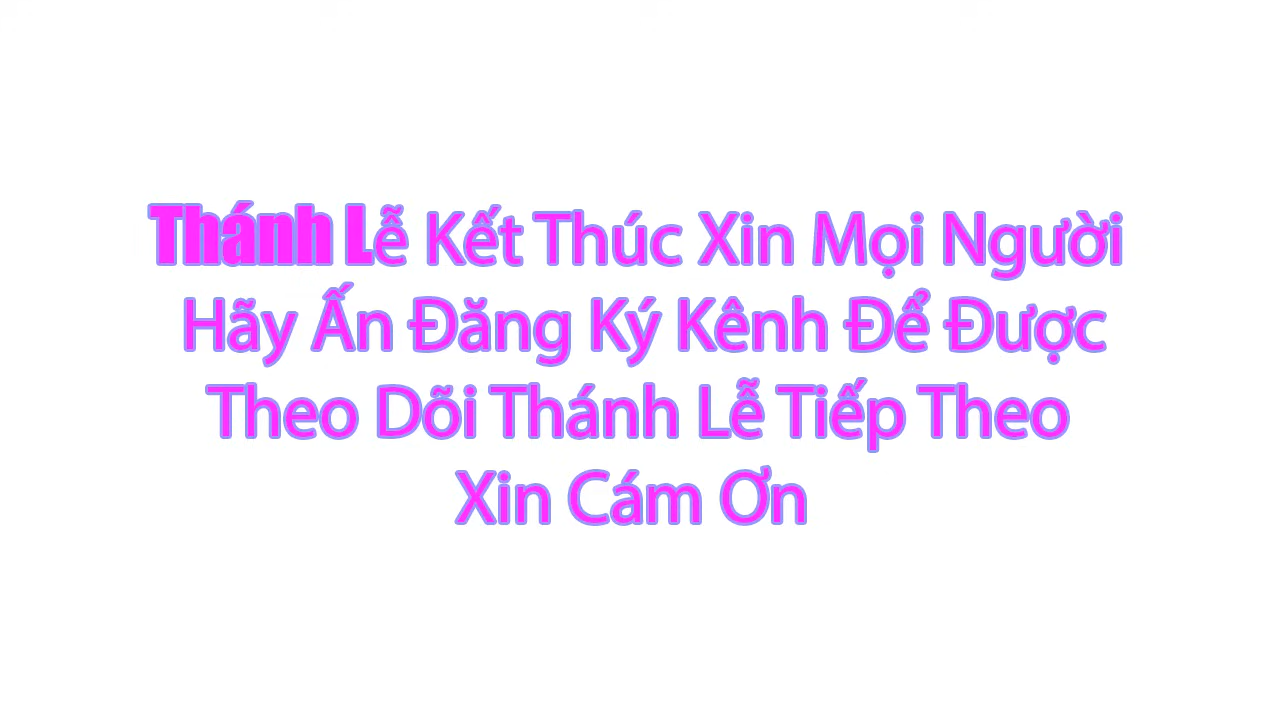 Thánh Lễ Kết Thúc Xin Mọi Người
Hãy Ấn Đăng Ký Kênh Để Được
Theo Dõi Thánh Lễ Tiếp Theo
Xin Cám Ơn